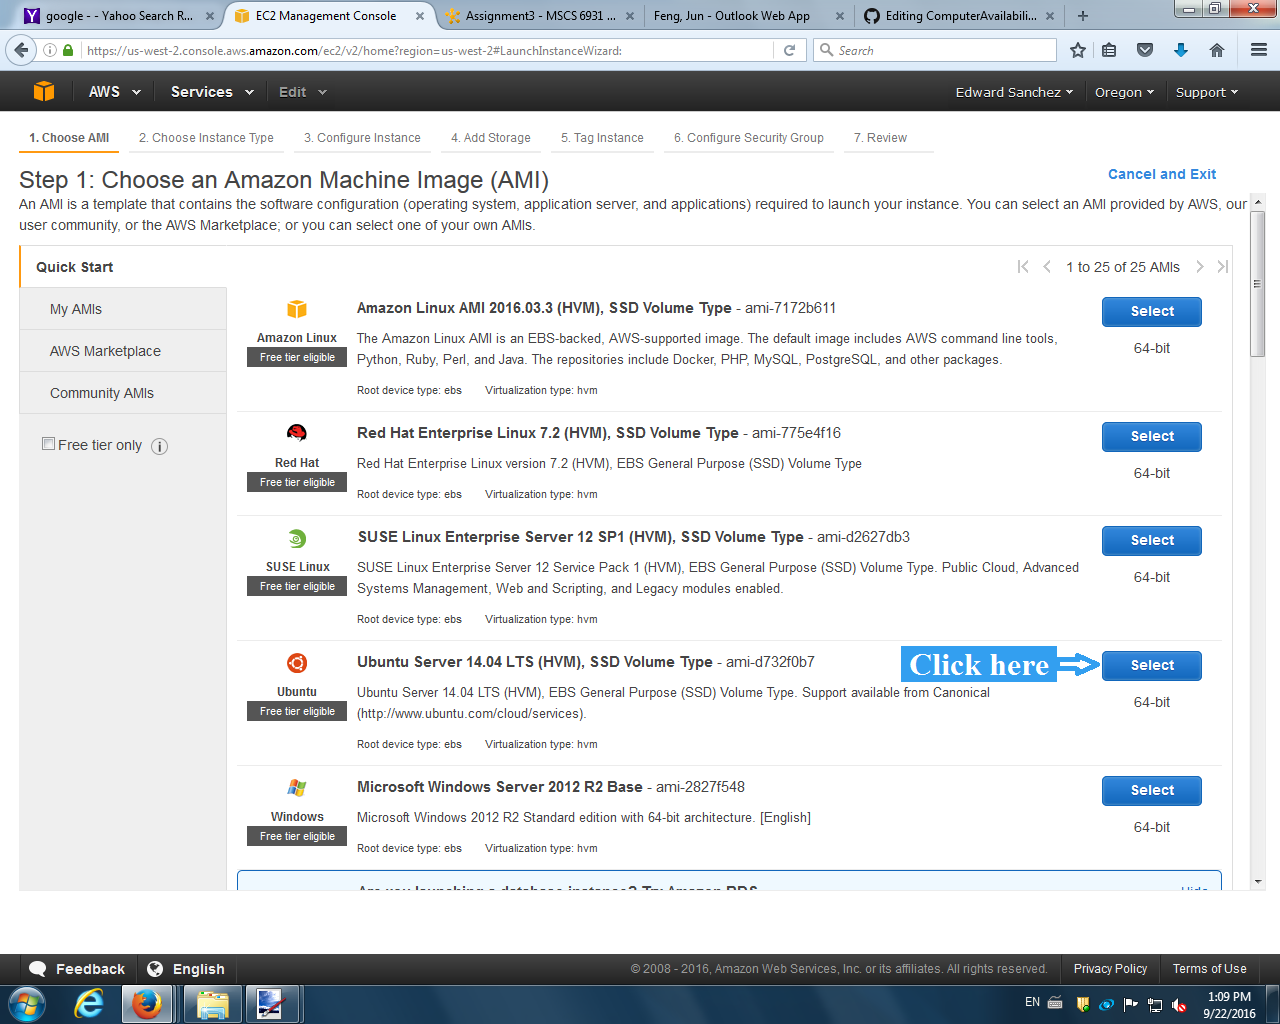 google - - Yahoo Search R...
EC2 Management Console
Assignment3 - MSCS 6931 ...
Feng, Jun - Outlook Web App
Editing ComputerAvailabili...
https://us-west-2.console.aws.amazon.com/ec2/v2/home?region=us-west-2#LaunchInstanceWizard:
Search
AWS
Services
Edit
Edward Sanchez
Oregon
Support
1. Choose AMI
2. Choose Instance Type
3. Configure Instance
4. Add Storage
5. Tag Instance
6. Configure Security Group
7. Review
Step 1: Choose an Amazon Machine Image (AMI)
Cancel and Exit
An AMI is a template that contains the software configuration (operating system, application server, and applications) required to launch your instance. You can select an AMI provided by AWS, our
user community, or the AWS Marketplace; or you can select one of your own AMIs.
Quick Start
My AMIs
AWS Marketplace
Community AMIs
Free tier only
1 to 25 of 25 AMIs
Amazon Linux
Free tier eligible
Amazon Linux AMI 2016.03.3 (HVM), SSD Volume Type - ami-7172b611
The Amazon Linux AMI is an EBS-backed, AWS-supported image. The default image includes AWS command line tools,
Python, Ruby, Perl, and Java. The repositories include Docker, PHP, MySQL, PostgreSQL, and other packages.
Root device type: ebs Virtualization type: hvm
Select
64-bit
Red Hat
Free tier eligible
Red Hat Enterprise Linux 7.2 (HVM), SSD Volume Type - ami-775e4f16
Red Hat Enterprise Linux version 7.2 (HVM), EBS General Purpose (SSD) Volume Type
Root device type: ebs Virtualization type: hvm
Select
64-bit
SUSE Linux
Free tier eligible
SUSE Linux Enterprise Server 12 SP1 (HVM), SSD Volume Type - ami-d2627db3
SUSE Linux Enterprise Server 12 Service Pack 1 (HVM), EBS General Purpose (SSD) Volume Type. Public Cloud, Advanced
Systems Management, Web and Scripting, and Legacy modules enabled.
Root device type: ebs Virtualization type: hvm
Select
64-bit
Ubuntu
Free tier eligible
Ubuntu Server 14.04 LTS (HVM), SSD Volume Type - ami-d732f0b7
Ubuntu Server 14.04 LTS (HVM), EBS General Purpose (SSD) Volume Type. Support available from Canonical
(http://www.ubuntu.com/cloud/services).
Root device type: ebs Virtualization type: hvm
Click here
Select
64-bit
Windows
Free tier eligible
Microsoft Windows Server 2012 R2 Base - ami-2827f548
Microsoft Windows 2012 R2 Standard edition with 64-bit architecture. [English]
Root device type: ebs Virtualization type: hvm
Select
64-bit
Are you launching a database instance? Try Amazon RDS.
Hide
Feedback
English
© 2008 - 2016, Amazon Web Services, Inc. or its affiliates. All rights reserved.
Privacy Policy
Terms of Use
EN
1:09 PM
9/22/2016